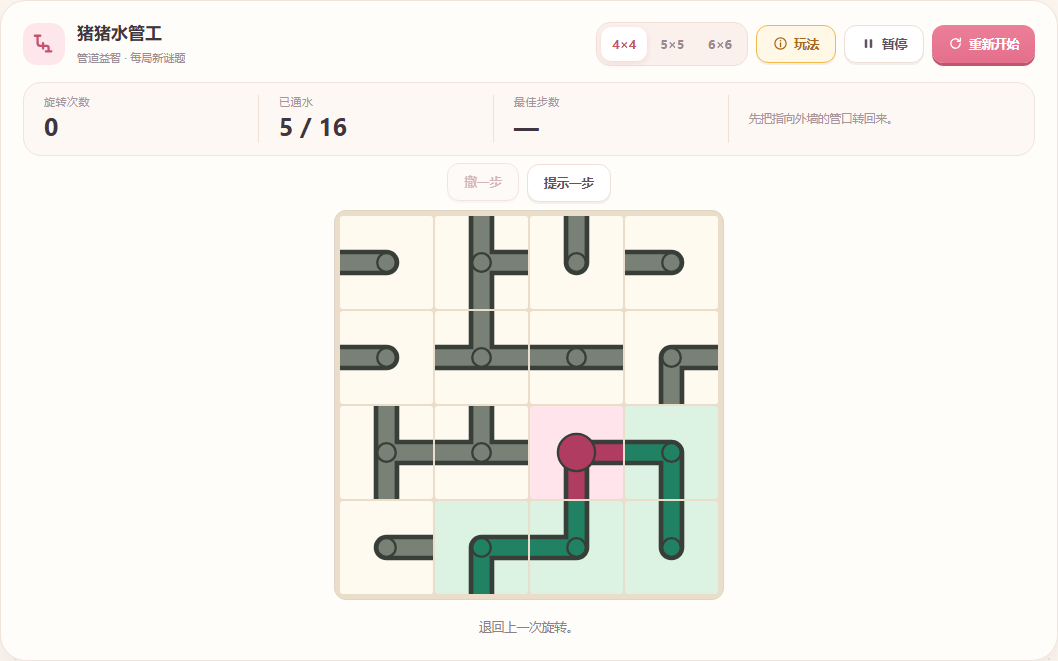 猪猪水管工
管道益智 · 每局新谜题
4×4
5×5
6×6
玩法
暂停
重新开始
旋转次数
0
已通水
5 / 16
最佳步数
—
先把指向外墙的管口转回来。
撤一步
提示一步
退回上一次旋转。